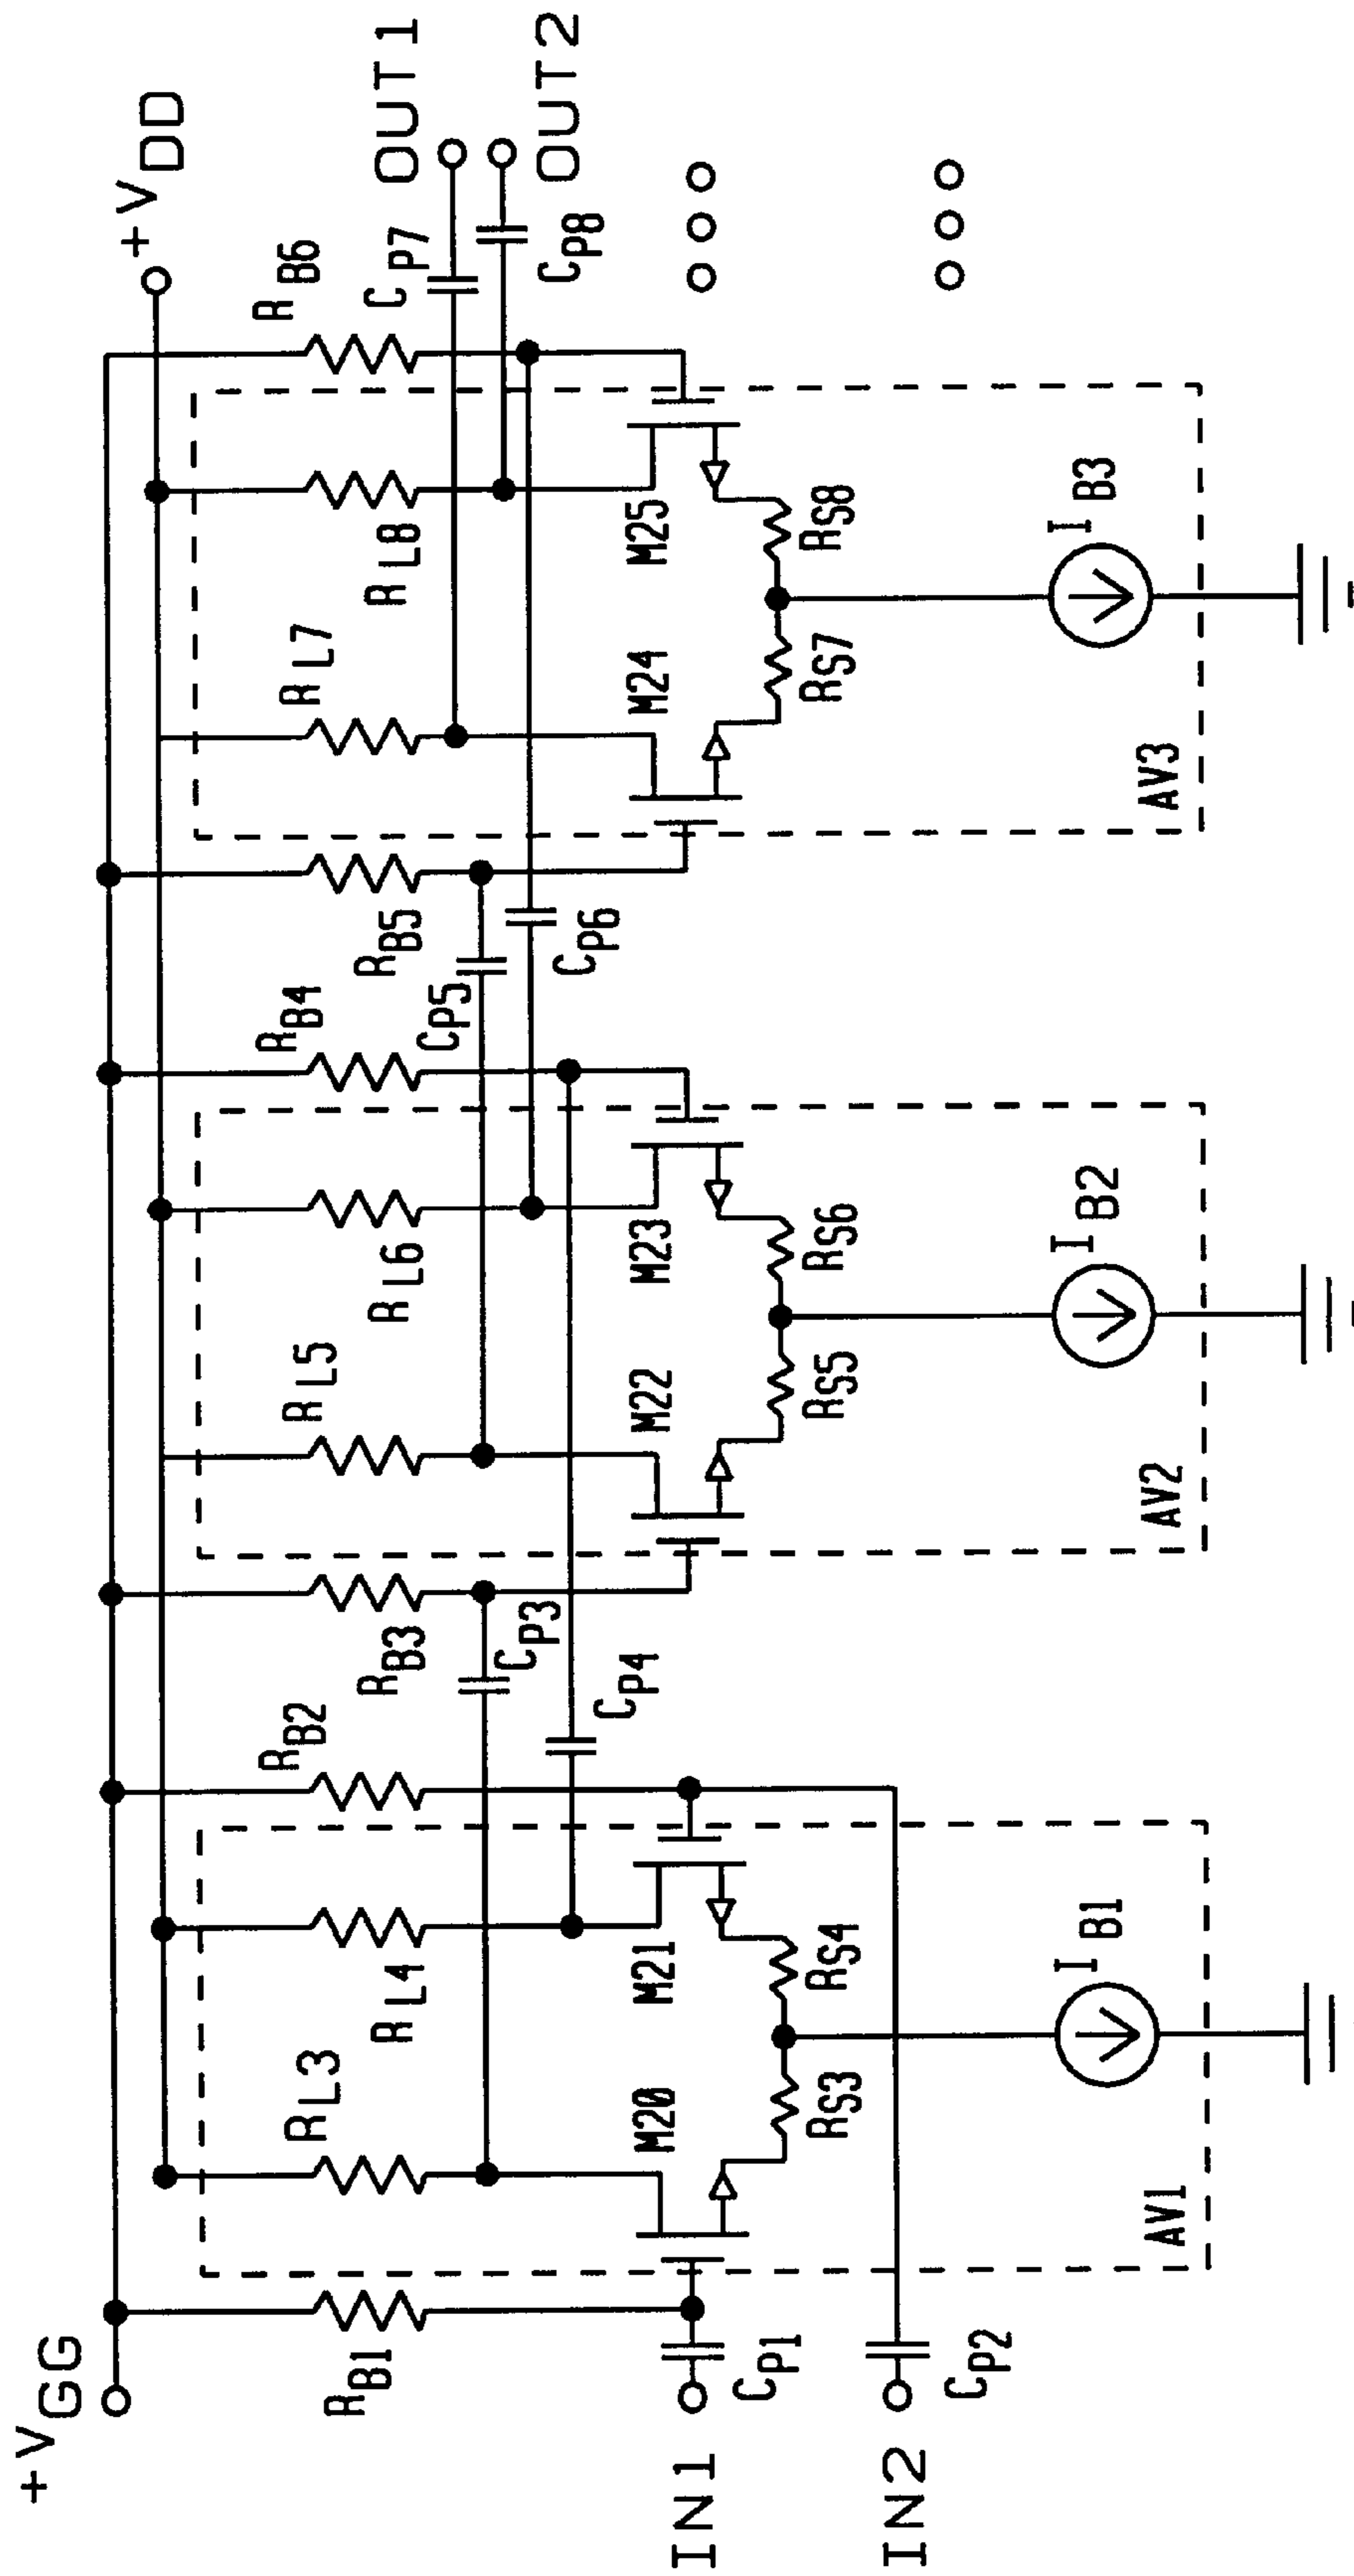 +VGG
+VDD
RB1
RL3
RL4
RB2
RB3
RL5
RL6
RB4
RB5
RL7
RL8
RB6
CP3
CP4
CP5
CP6
CP7
CP8
OUT1
OUT2
IN1
CP1
IN2
CP2
M20
M21
M22
M23
M24
M25
RS3
RS4
RS5
RS6
RS7
RS8
IB1
IB2
IB3
AV1
AV2
AV3